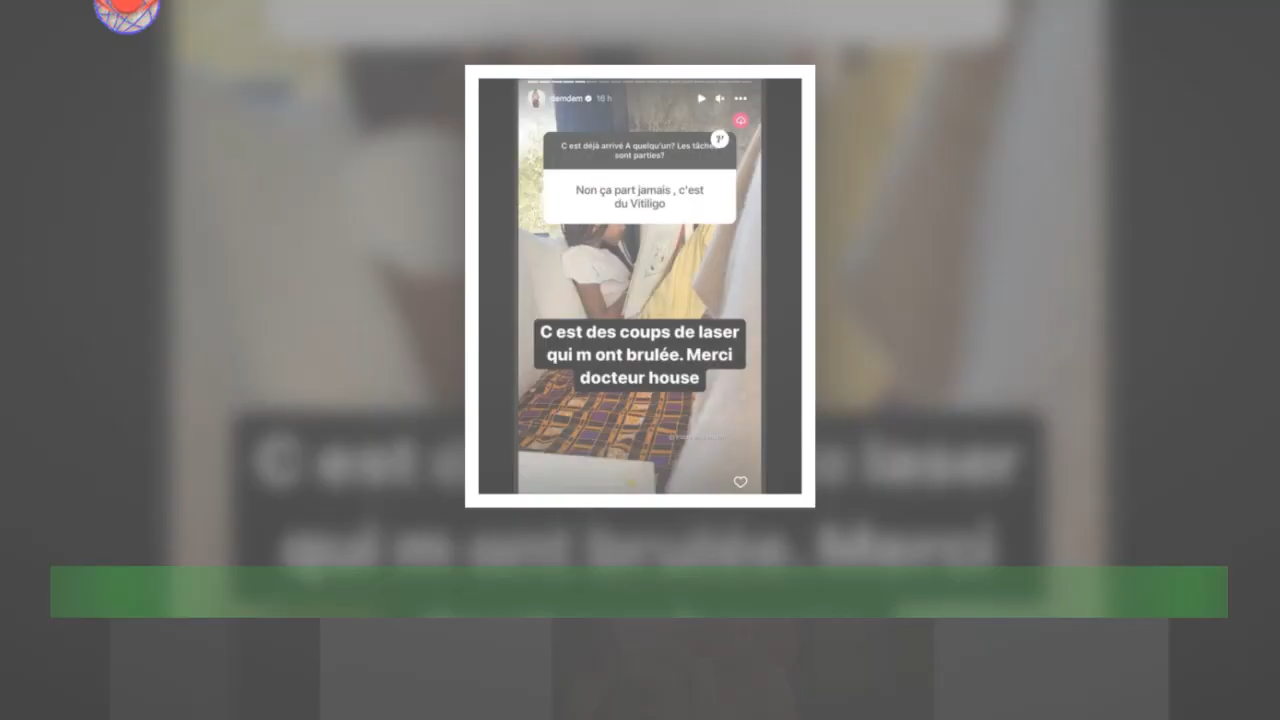 demdem 16 h
C est déjà arrivé A quelqu'un? Les tâches
sont parties?
Non ça part jamais , c'est
du Vitiligo
C est des coups de laser
qui m ont brulée. Merci
docteur house